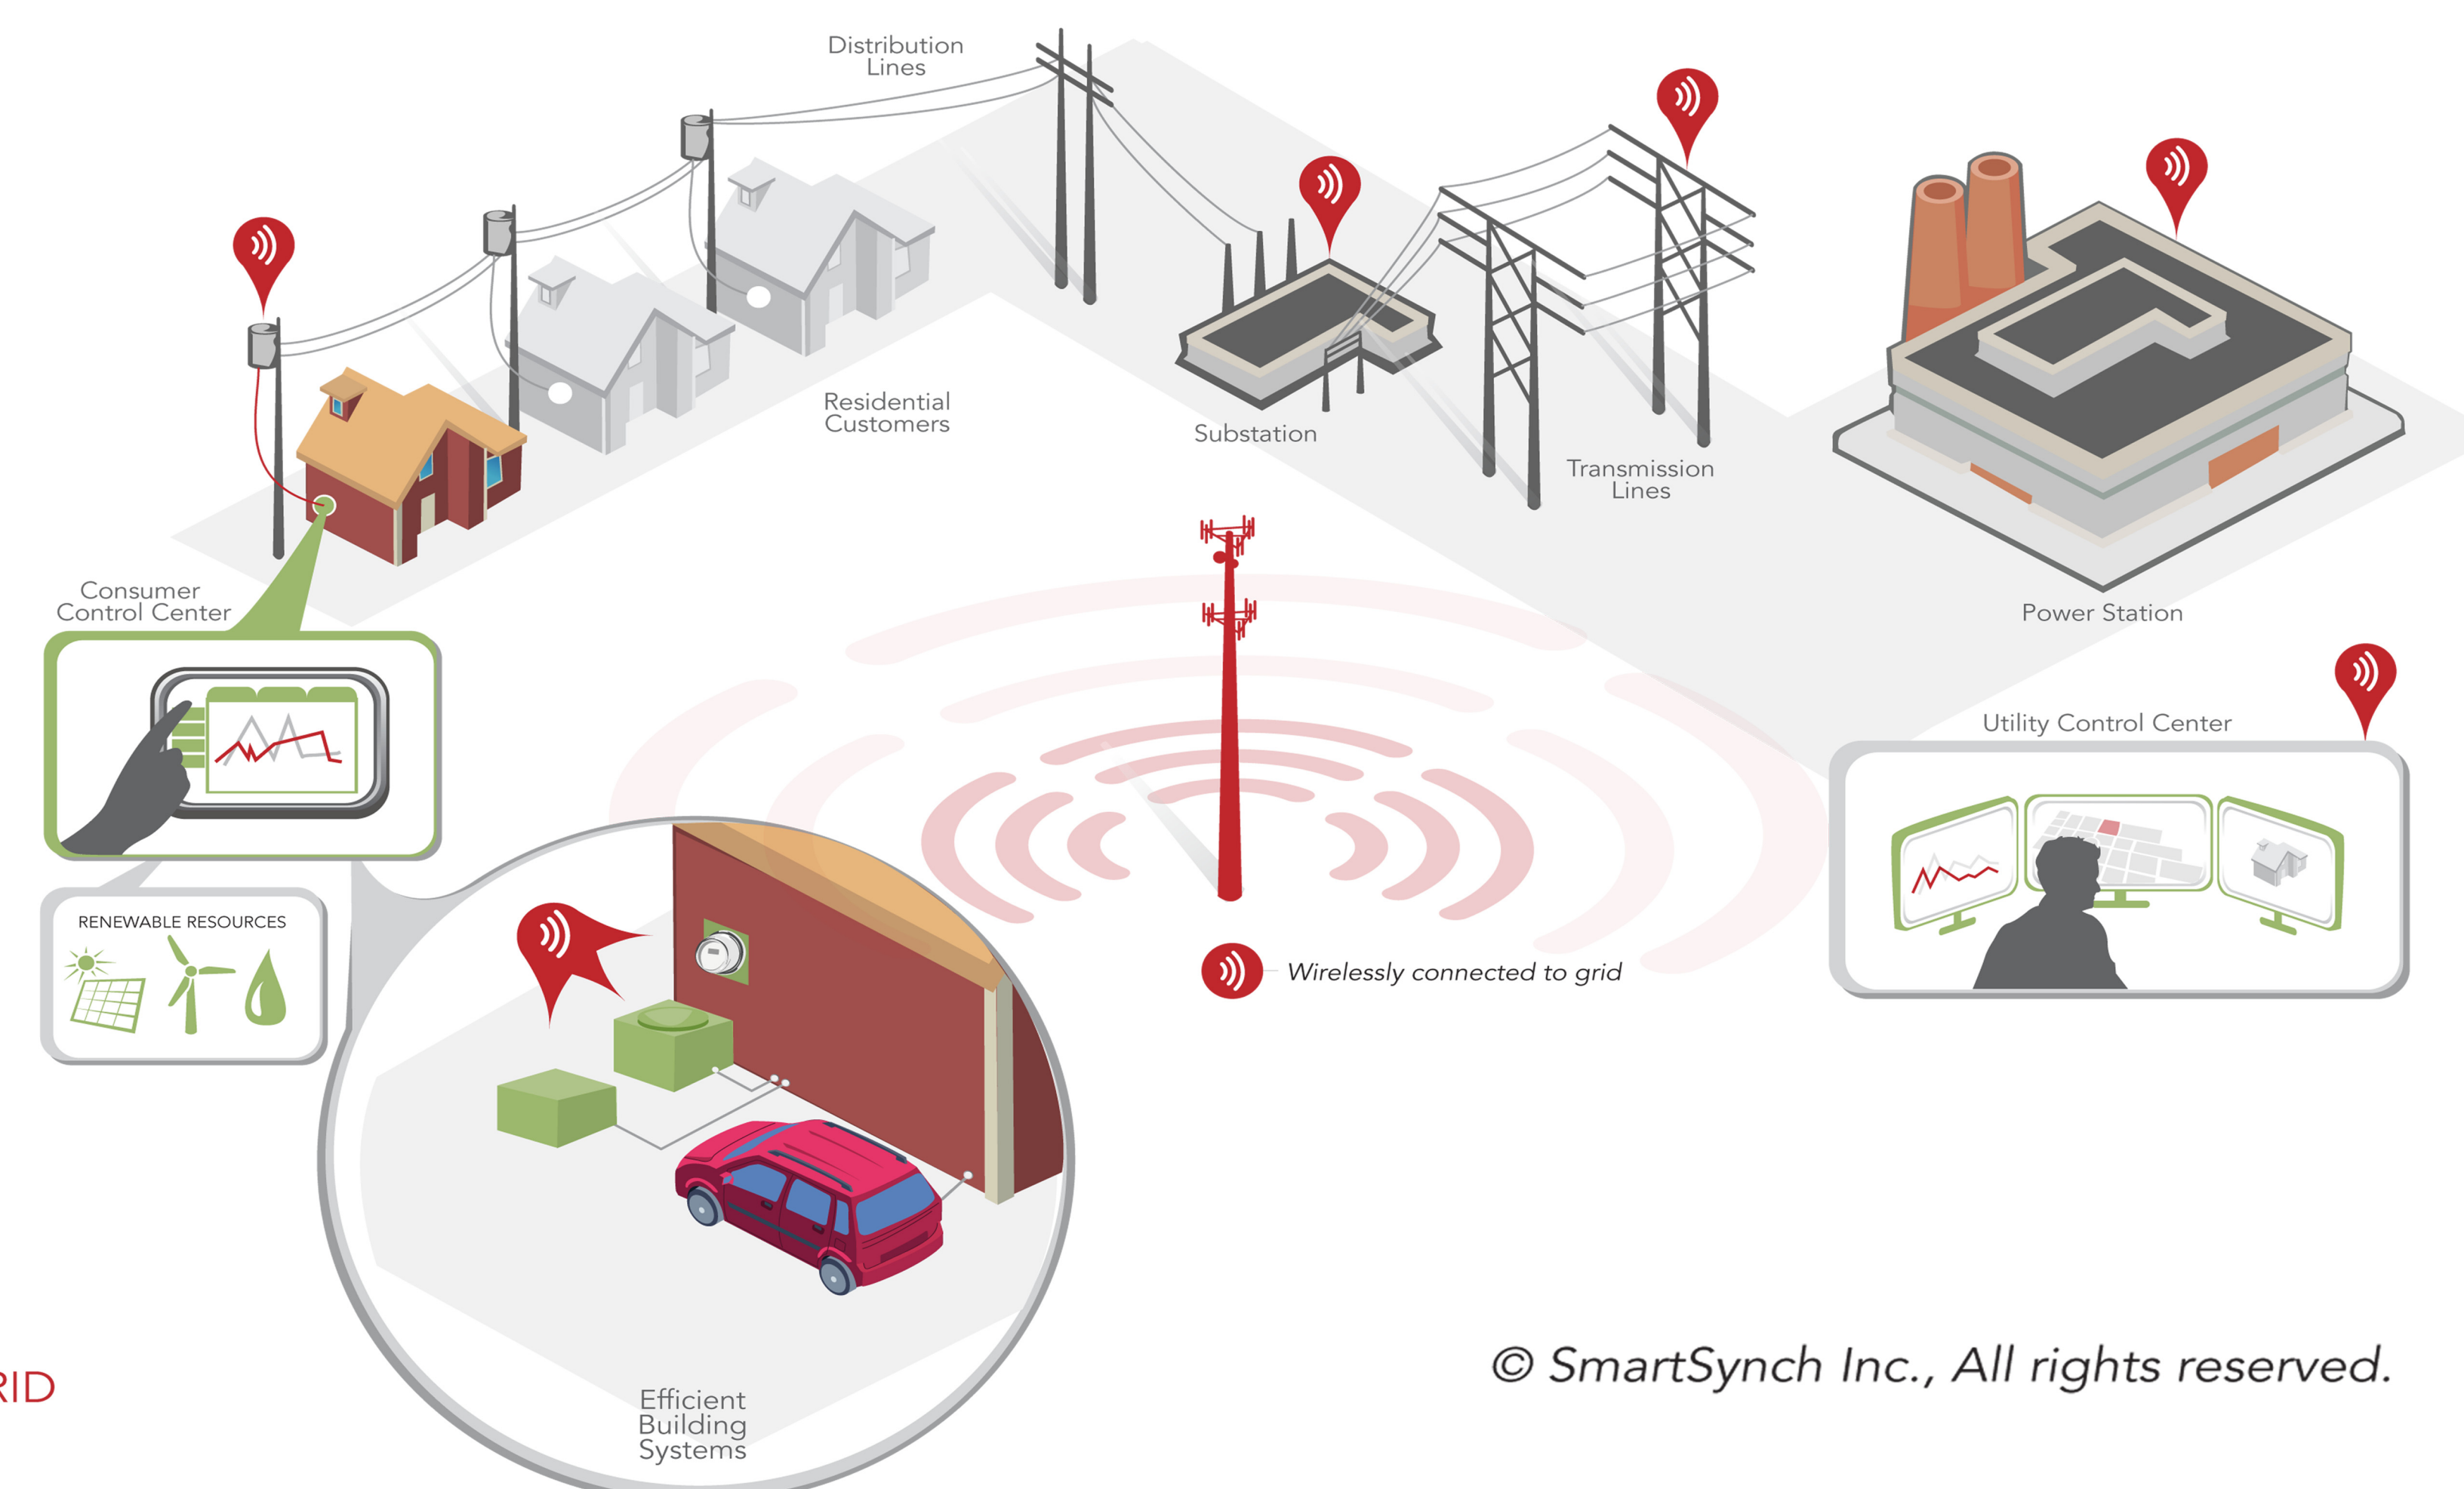 Distribution
Lines
Residential
Customers
Substation
Transmission
Lines
Power Station
Consumer
Control Center
Utility Control Center
RENEWABLE RESOURCES
Wirelessly connected to grid
Efficient
Building
Systems
RID
© SmartSynch Inc., All rights reserved.